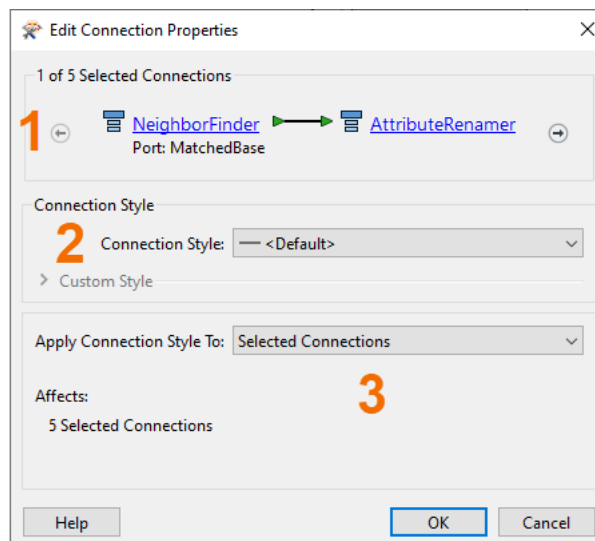 Edit Connection Properties
1 of 5 Selected Connections
1
NeighborFinder
AttributeRenamer
Port: MatchedBase
Connection Style
2
Connection Style:
<Default>
Custom Style
Apply Connection Style To:
Selected Connections
3
Affects:
5 Selected Connections
Help
OK
Cancel